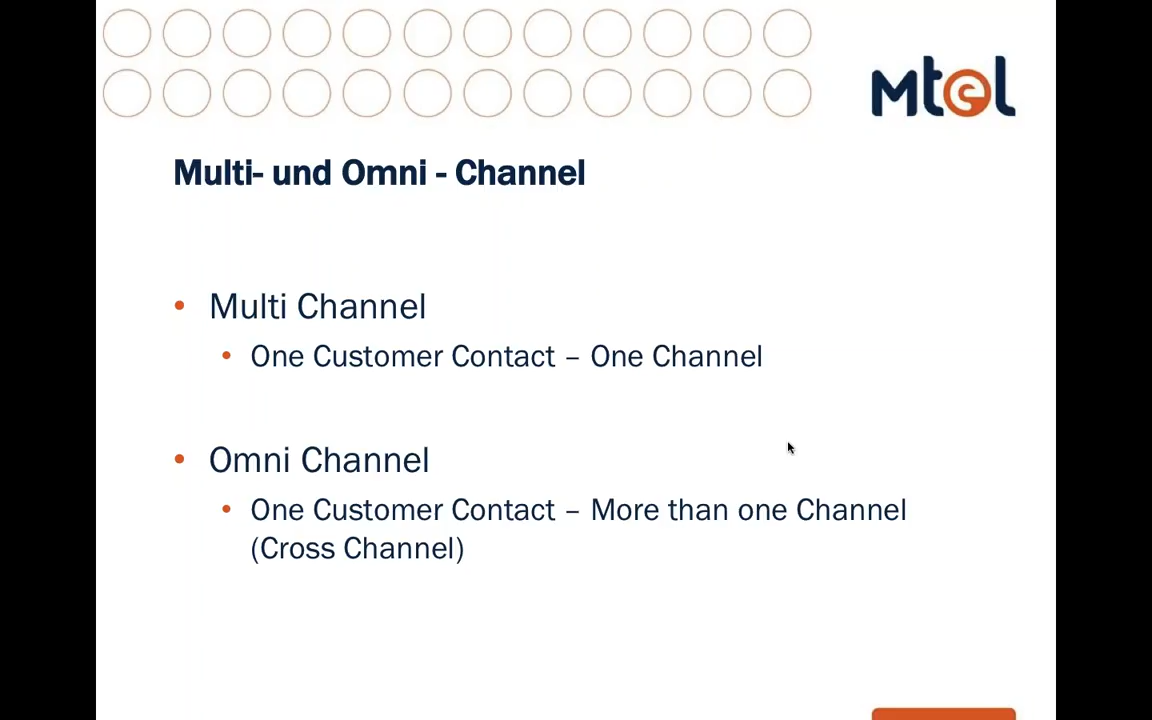 Mtel
Multi- und Omni - Channel
• Multi Channel
• One Customer Contact – One Channel
• Omni Channel
• One Customer Contact – More than one Channel
(Cross Channel)